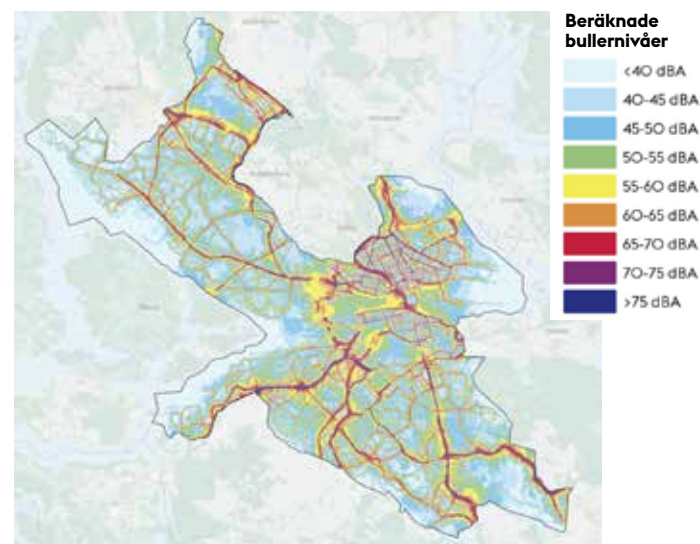 Beräknade
bullernivåer
<40 dBA
40-45 dBA
45-50 dBA
50-55 dBA
55-60 dBA
60-65 dBA
65-70 dBA
70-75 dBA
>75 dBA